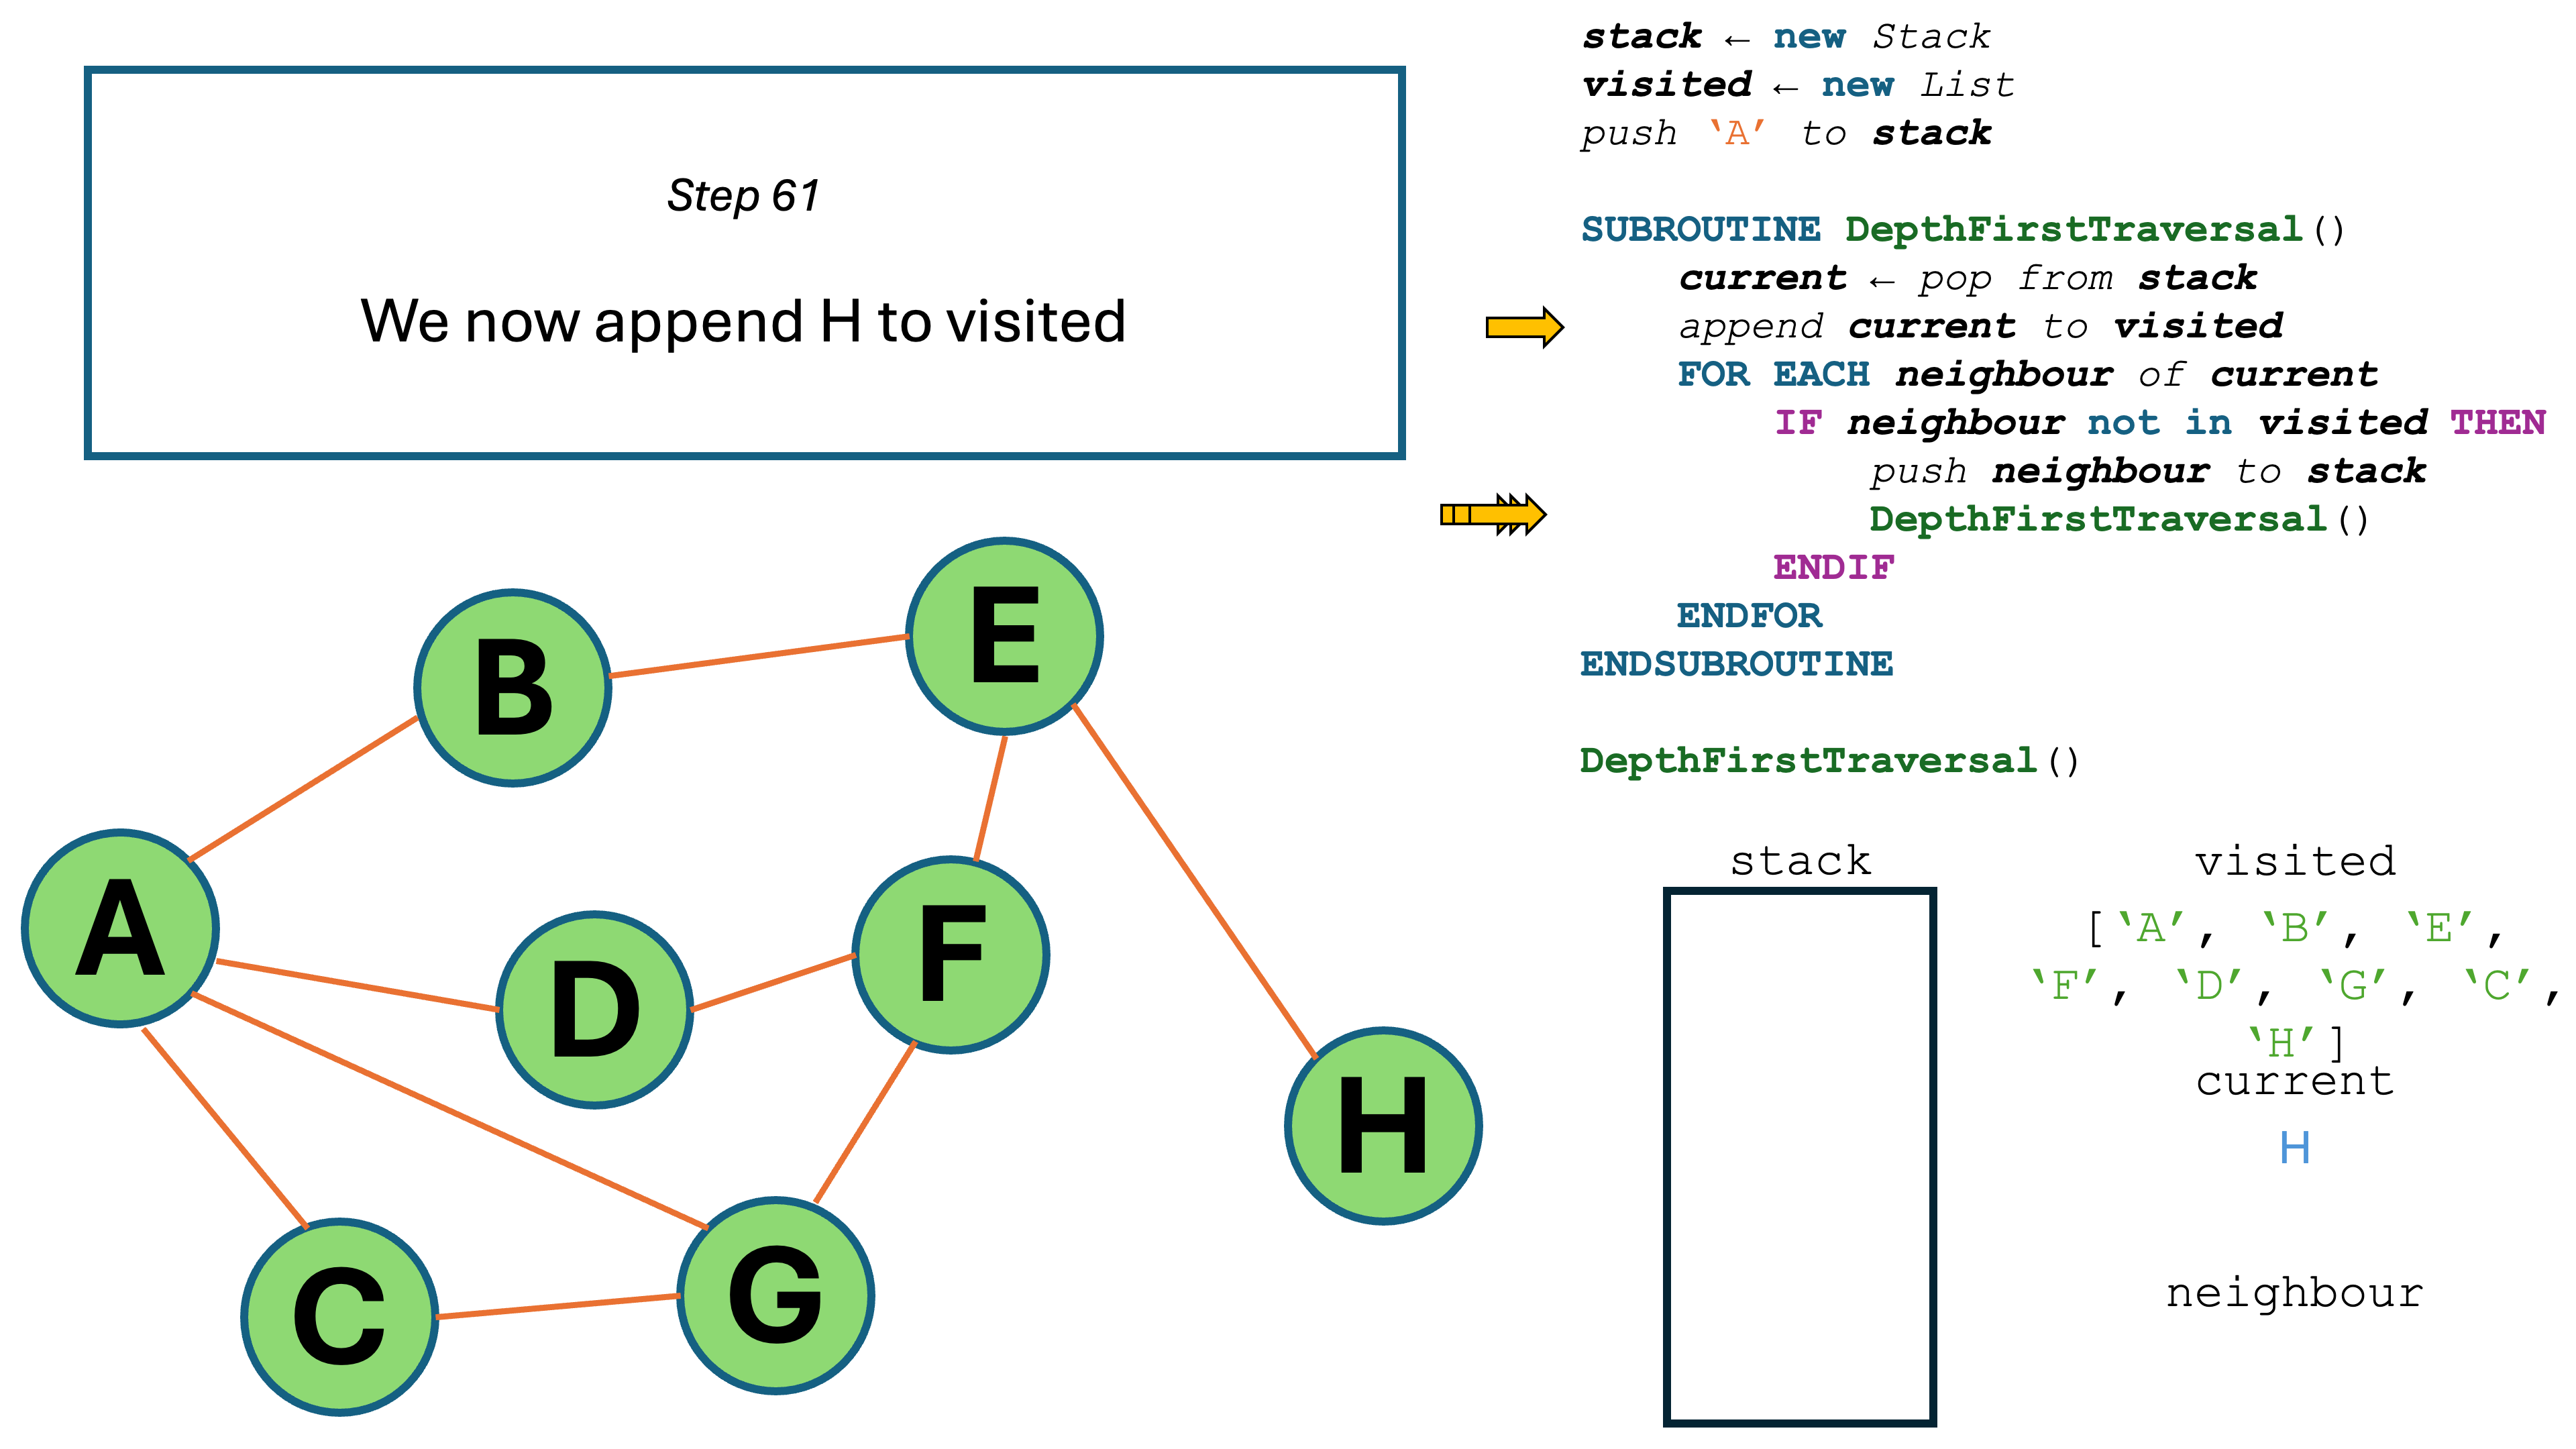 Step 61
We now append H to visited
stack ← new Stack
visited ← new List
push ‘A’ to stack
SUBROUTINE DepthFirstTraversal()
current ← pop from stack
append current to visited
FOR EACH neighbour of current
IF neighbour not in visited THEN
push neighbour to stack
DepthFirstTraversal()
ENDIF
ENDFOR
ENDSUBROUTINE
DepthFirstTraversal()
B
E
A
D
F
H
C
G
stack
visited
[‘A’, ‘B’, ‘E’,
‘F’, ‘D’, ‘G’, ‘C’,
‘H’]
current
H
neighbour